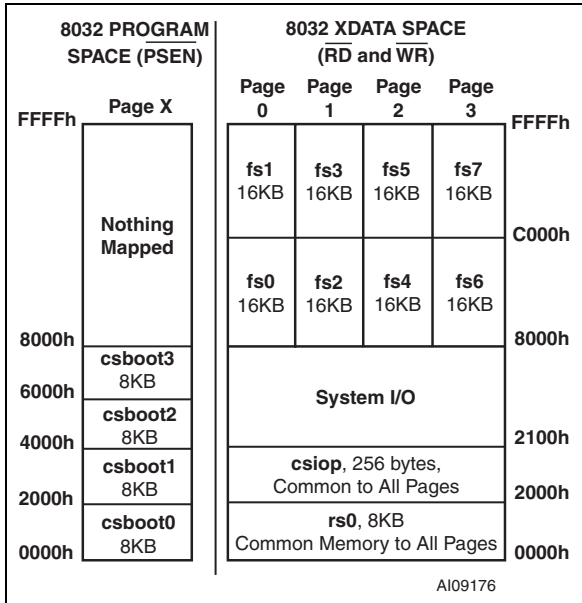 8032 PROGRAM
SPACE (PSEN)
Page X
FFFFh
Nothing
Mapped
8000h
csboot3
8KB
6000h
csboot2
8KB
4000h
csboot1
8KB
2000h
csboot0
8KB
0000h
8032 XDATA SPACE
(RD and WR)
Page Page Page Page
0 1 2 3
FFFFh
fs1 fs3 fs5 fs7
16KB 16KB 16KB 16KB
C000h
fs0 fs2 fs4 fs6
16KB 16KB 16KB 16KB
8000h
System I/O
2100h
csiop, 256 bytes,
Common to All Pages
2000h
rs0, 8KB
Common Memory to All Pages
0000h
AI09176